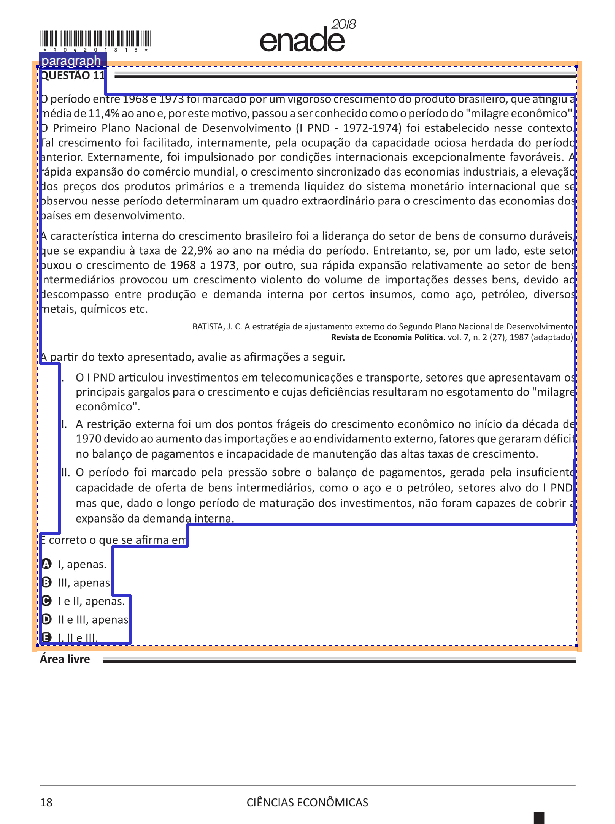 *R0420181 8*
enade
2018
paragraph
QUESTÃO 11
O período entre 1968 e 1973 foi marcado por um vigoroso crescimento do produto brasileiro, que atingiu a
média de 11,4% ao ano e, por este motivo, passou a ser conhecido como o período do "milagre econômico".
O Primeiro Plano Nacional de Desenvolvimento (I PND - 1972-1974) foi estabelecido nesse contexto.
Tal crescimento foi facilitado, internamente, pela ocupação da capacidade ociosa herdada do período
anterior. Externamente, foi impulsionado por condições internacionais excepcionalmente favoráveis. A
rápida expansão do comércio mundial, o crescimento sincronizado das economias industriais, a elevação
dos preços dos produtos primários e a tremenda liquidez do sistema monetário internacional que se
observou nesse período determinaram um quadro extraordinário para o crescimento das economias dos
países em desenvolvimento.
A característica interna do crescimento brasileiro foi a liderança do setor de bens de consumo duráveis,
que se expandiu à taxa de 22,9% ao ano na média do período. Entretanto, se, por um lado, este setor
puxou o crescimento de 1968 a 1973, por outro, sua rápida expansão relativamente ao setor de bens
intermediários provocou um crescimento violento do volume de importações desses bens, devido ao
descompasso entre produção e demanda interna por certos insumos, como aço, petróleo, diversos
metais, químicos etc.
BATISTA, J. C. A estratégia de ajustamento externo do Segundo Plano Nacional de Desenvolvimento.
Revista de Economia Política. vol. 7, n. 2 (27), 1987 (adaptado).
A partir do texto apresentado, avalie as afirmações a seguir.
I. O I PND articulou investimentos em telecomunicações e transporte, setores que apresentavam os
principais gargalos para o crescimento e cujas deficiências resultaram no esgotamento do "milagre
econômico".
II. A restrição externa foi um dos pontos frágeis do crescimento econômico no início da década de
1970 devido ao aumento das importações e ao endividamento externo, fatores que geraram déficit
no balanço de pagamentos e incapacidade de manutenção das altas taxas de crescimento.
III. O período foi marcado pela pressão sobre o balanço de pagamentos, gerada pela insuficiente
capacidade de oferta de bens intermediários, como o aço e o petróleo, setores alvo do I PND,
mas que, dado o longo período de maturação dos investimentos, não foram capazes de cobrir a
expansão da demanda interna.
É correto o que se afirma em
A I, apenas.
B III, apenas.
C I e II, apenas.
D II e III, apenas.
E I, II e III.
Área livre
18
CIÊNCIAS ECONÔMICAS